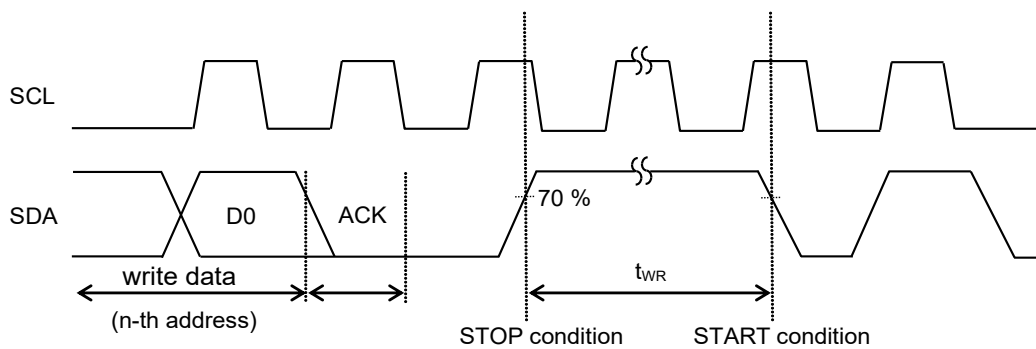 SCL
SDA
D0
ACK
70 %
write data
(n-th address)
tWR
STOP condition
START condition